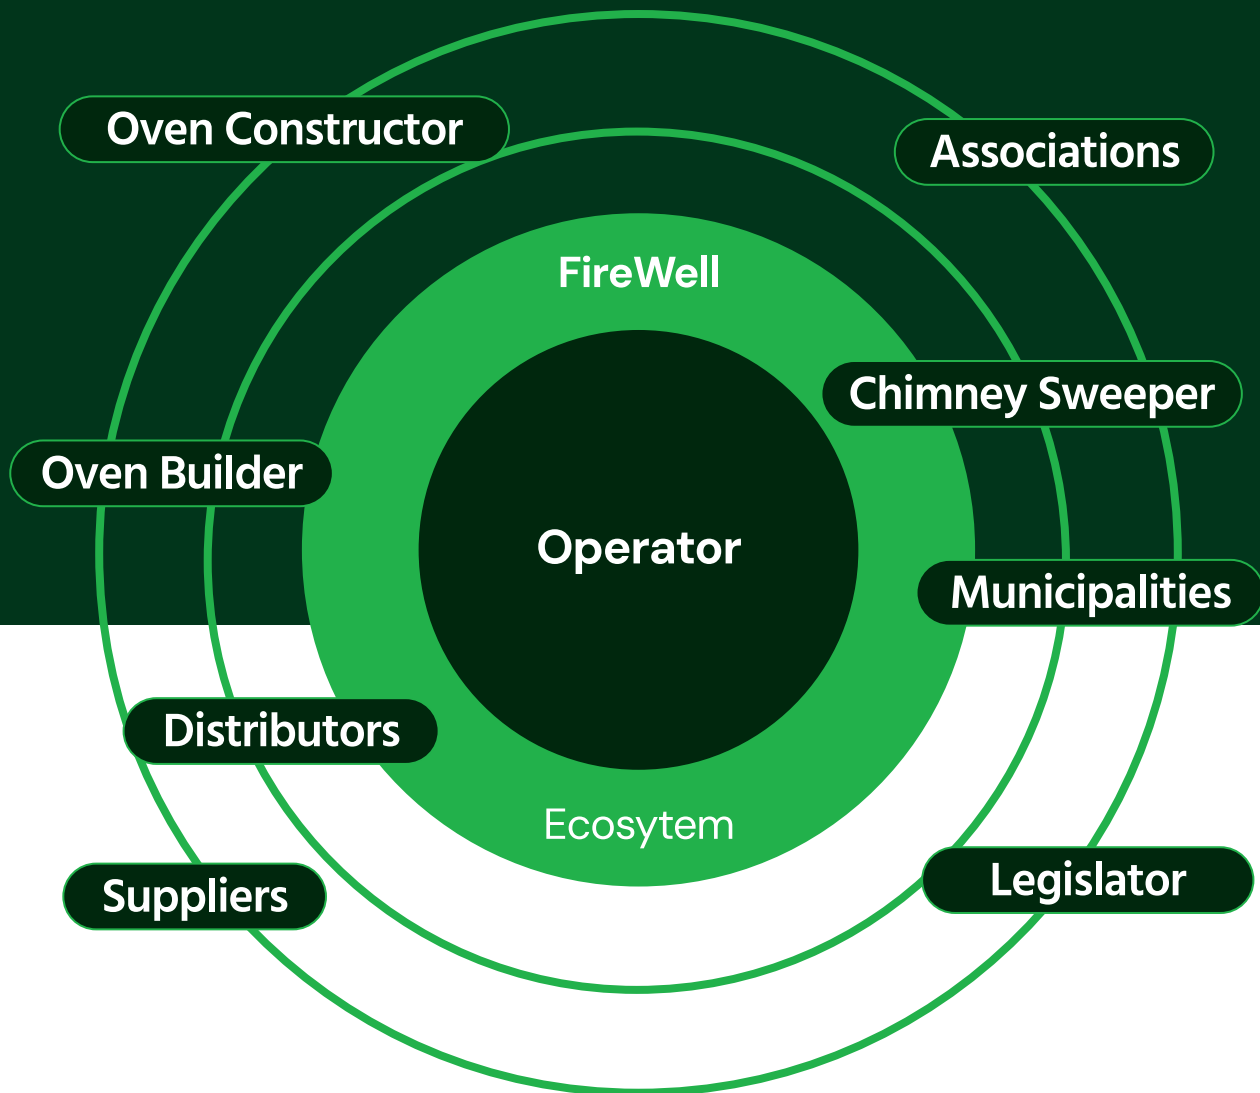 Oven Constructor
Associations
FireWell
Chimney Sweeper
Oven Builder
Operator
Municipalities
Distributors
Ecosytem
Suppliers
Legislator